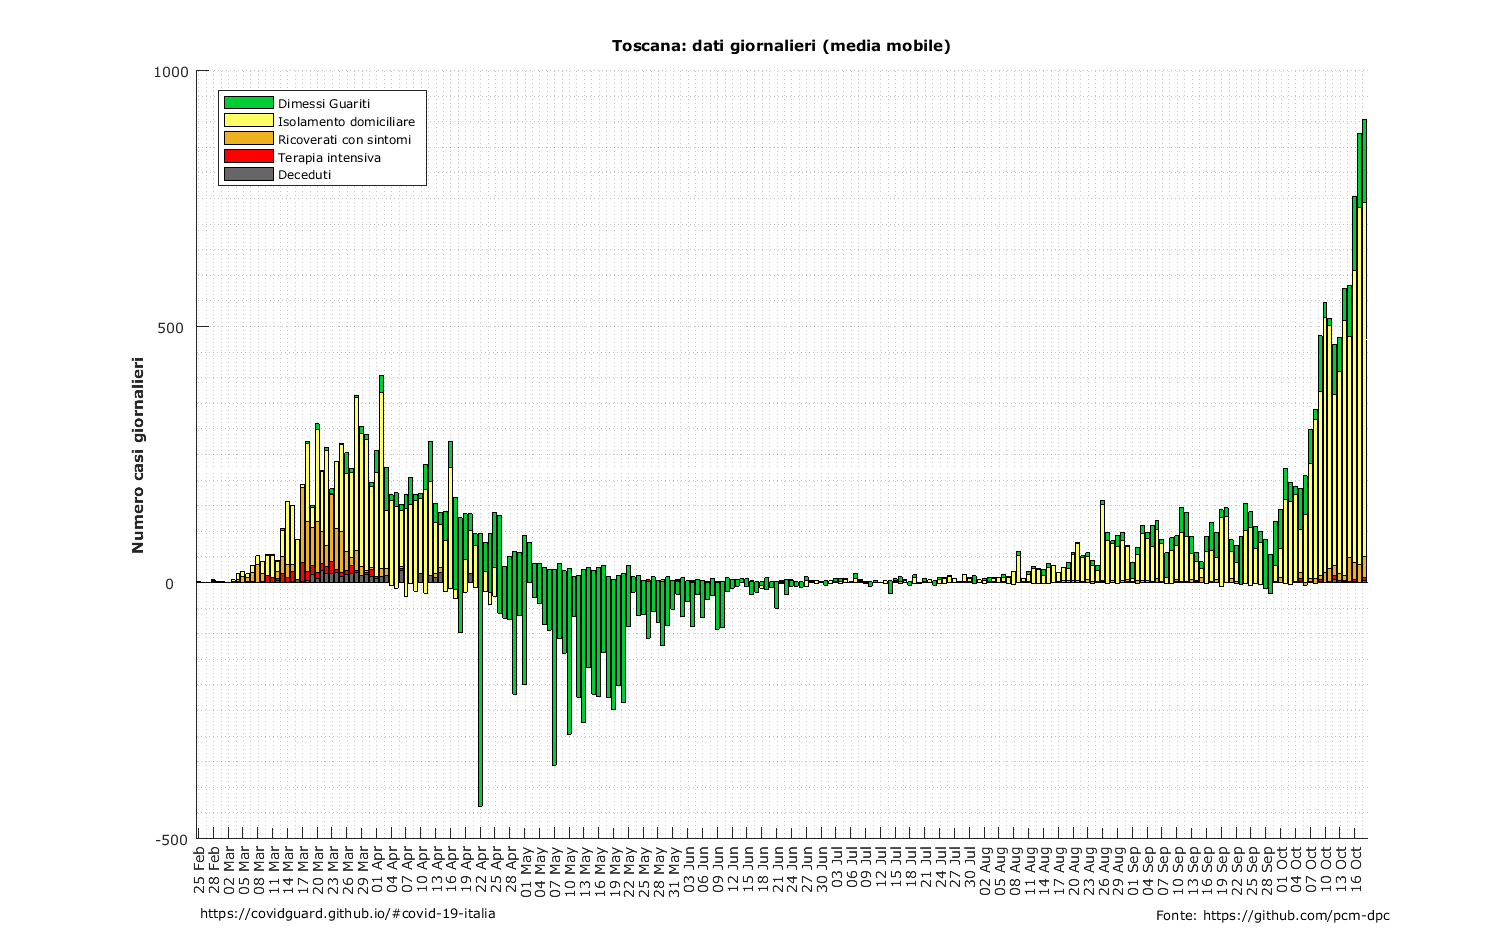 Toscana: dati giornalieri (media mobile)
1000
500
0
-500
Numero casi giornalieri
Dimessi Guariti
Isolamento domiciliare
Ricoverati con sintomi
Terapia intensiva
Deceduti
25 Feb
28 Feb
02 Mar
05 Mar
08 Mar
11 Mar
14 Mar
17 Mar
20 Mar
23 Mar
26 Mar
29 Mar
01 Apr
04 Apr
07 Apr
10 Apr
13 Apr
16 Apr
19 Apr
22 Apr
25 Apr
28 Apr
01 May
04 May
07 May
10 May
13 May
16 May
19 May
22 May
25 May
28 May
31 May
03 Jun
06 Jun
09 Jun
12 Jun
15 Jun
18 Jun
21 Jun
24 Jun
27 Jun
30 Jun
03 Jul
06 Jul
09 Jul
12 Jul
15 Jul
18 Jul
21 Jul
24 Jul
27 Jul
30 Jul
02 Aug
05 Aug
08 Aug
11 Aug
14 Aug
17 Aug
20 Aug
23 Aug
26 Aug
29 Aug
01 Sep
04 Sep
07 Sep
10 Sep
13 Sep
16 Sep
19 Sep
22 Sep
25 Sep
28 Sep
01 Oct
04 Oct
07 Oct
10 Oct
13 Oct
16 Oct
https://covidguard.github.io/#covid-19-italia
Fonte: https://github.com/pcm-dpc